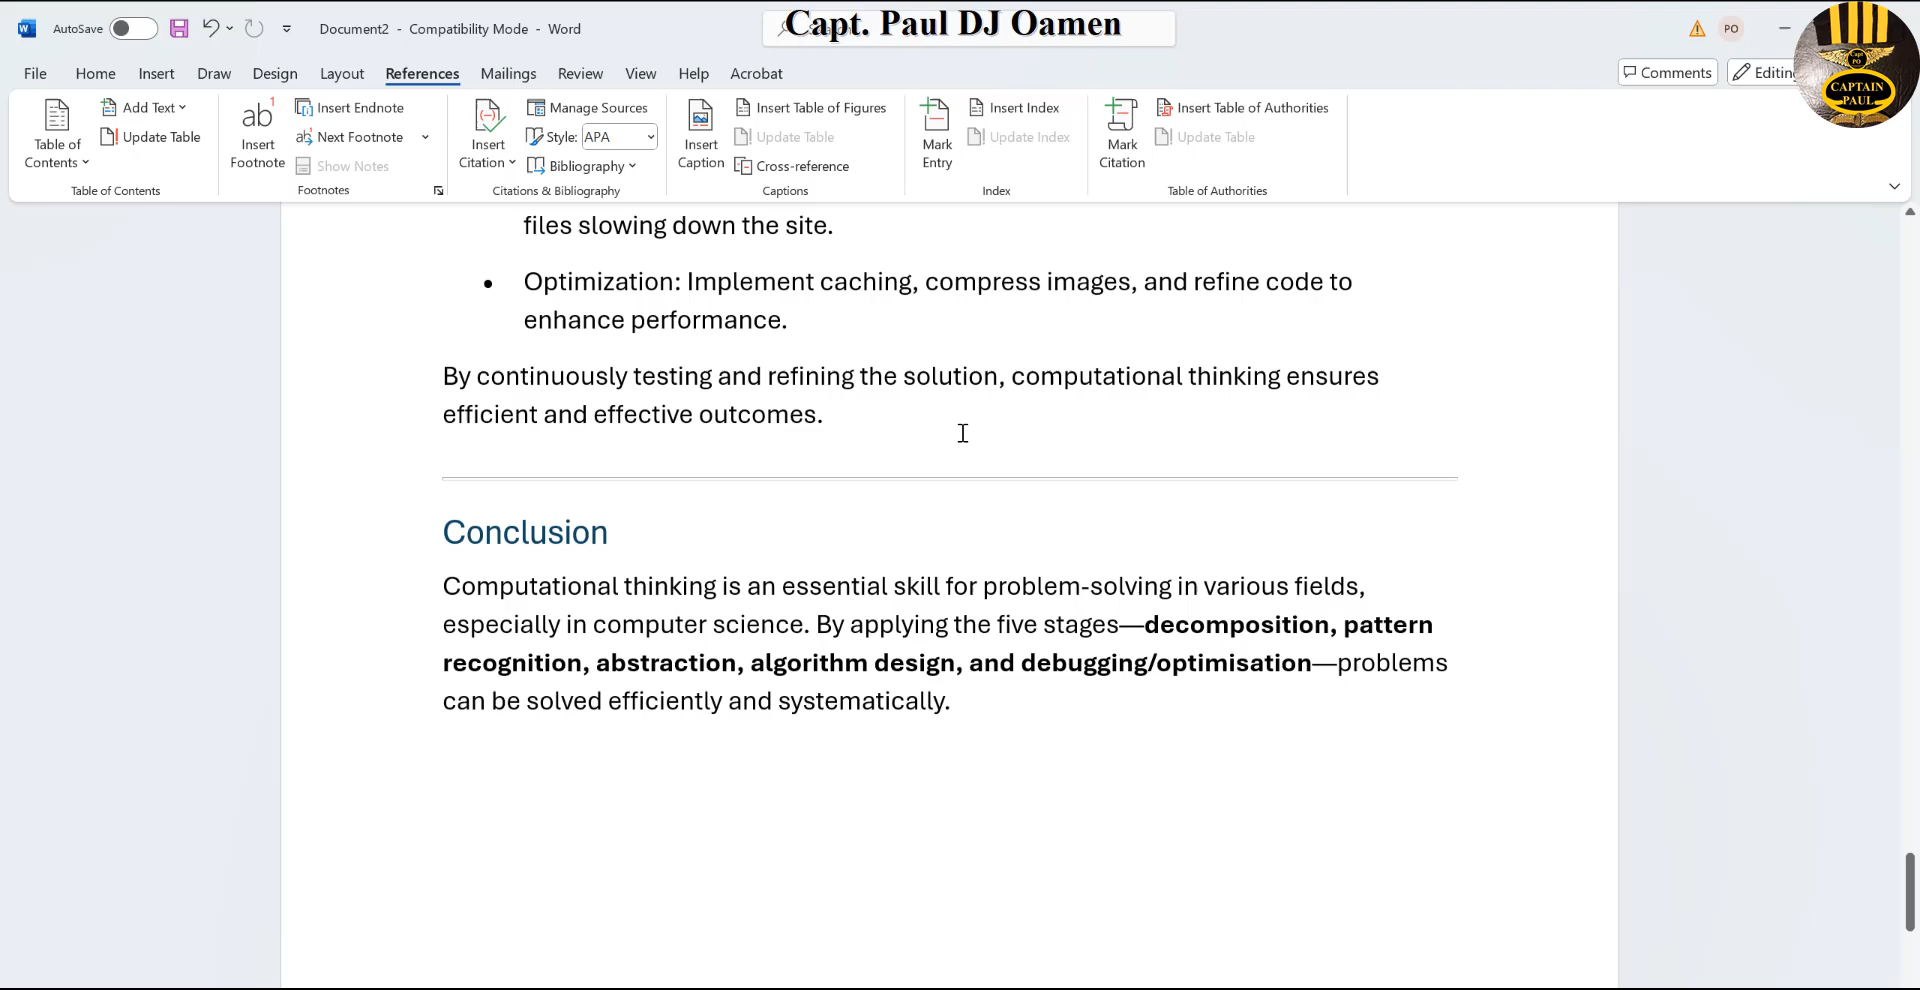 Capt. Paul DJ Oamen
AutoSave
Document2 - Compatibility Mode - Word
PO
File Home Insert Draw Design Layout References Mailings Review View Help Acrobat
Comments
Editing
CAPTAIN
PAUL
Table of
Contents
Add Text
Update Table
Table of Contents
ab1
Insert
Footnote
Insert Endnote
Next Footnote
Show Notes
Footnotes
Insert
Citation
Manage Sources
Style: APA
Bibliography
Citations & Bibliography
Insert
Caption
Insert Table of Figures
Update Table
Cross-reference
Captions
Mark
Entry
Insert Index
Update Index
Index
Mark
Citation
Insert Table of Authorities
Update Table
Table of Authorities
files slowing down the site.
• Optimization: Implement caching, compress images, and refine code to
enhance performance.
By continuously testing and refining the solution, computational thinking ensures
efficient and effective outcomes.
Conclusion
Computational thinking is an essential skill for problem-solving in various fields,
especially in computer science. By applying the five stages—decomposition, pattern
recognition, abstraction, algorithm design, and debugging/optimisation—problems
can be solved efficiently and systematically.